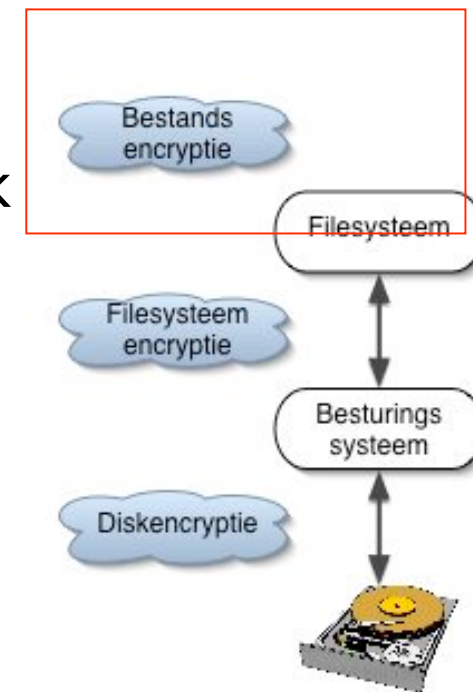 Bestands
encryptie
k
Filesysteem
Filesysteem
encryptie
Besturings
systeem
Diskencryptie